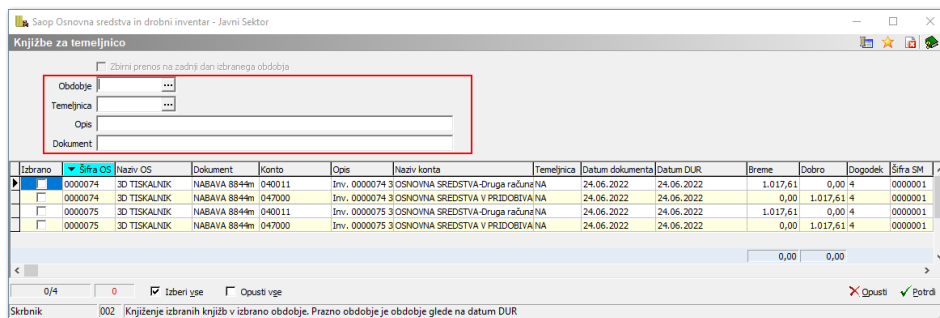 Saop Osnovna sredstva in drobni inventar - Javni Sektor
Knjižbe za temeljnico
Zbirni prenos na zadnji dan izbranega obdobja
Obdobje
Temeljnica
Opis
Dokument
Izbrano Šifra OS Naziv OS Dokument Konto Opis Naziv konta Temeljnica Datum dokumenta Datum DUR Breme Dobro Dogodek Šifra SM
0000074 3D TISKALNIK NABAVA 8844m 040011 Inv. 0000074 3 OSNOVNA SREDSTVA-Druga računa NA 24.06.2022 24.06.2022 1.017,61 0,00 4 0000001
0000074 3D TISKALNIK NABAVA 8844m 047000 Inv. 0000074 3 OSNOVNA SREDSTVA V PRIDOBIVA NA 24.06.2022 24.06.2022 0,00 1.017,61 4 0000001
0000075 3D TISKALNIK NABAVA 8844m 040011 Inv. 0000075 3 OSNOVNA SREDSTVA-Druga računa NA 24.06.2022 24.06.2022 1.017,61 0,00 4 0000001
0000075 3D TISKALNIK NABAVA 8844m 047000 Inv. 0000075 3 OSNOVNA SREDSTVA V PRIDOBIVA NA 24.06.2022 24.06.2022 0,00 1.017,61 4 0000001
0,00 0,00
0/4 0 Izberi vse Opusti vse Opusti Potrdi
Skrbnik 002 Knjiženje izbranih knjižb v izbrano obdobje. Prazno obdobje je obdobje glede na datum DUR